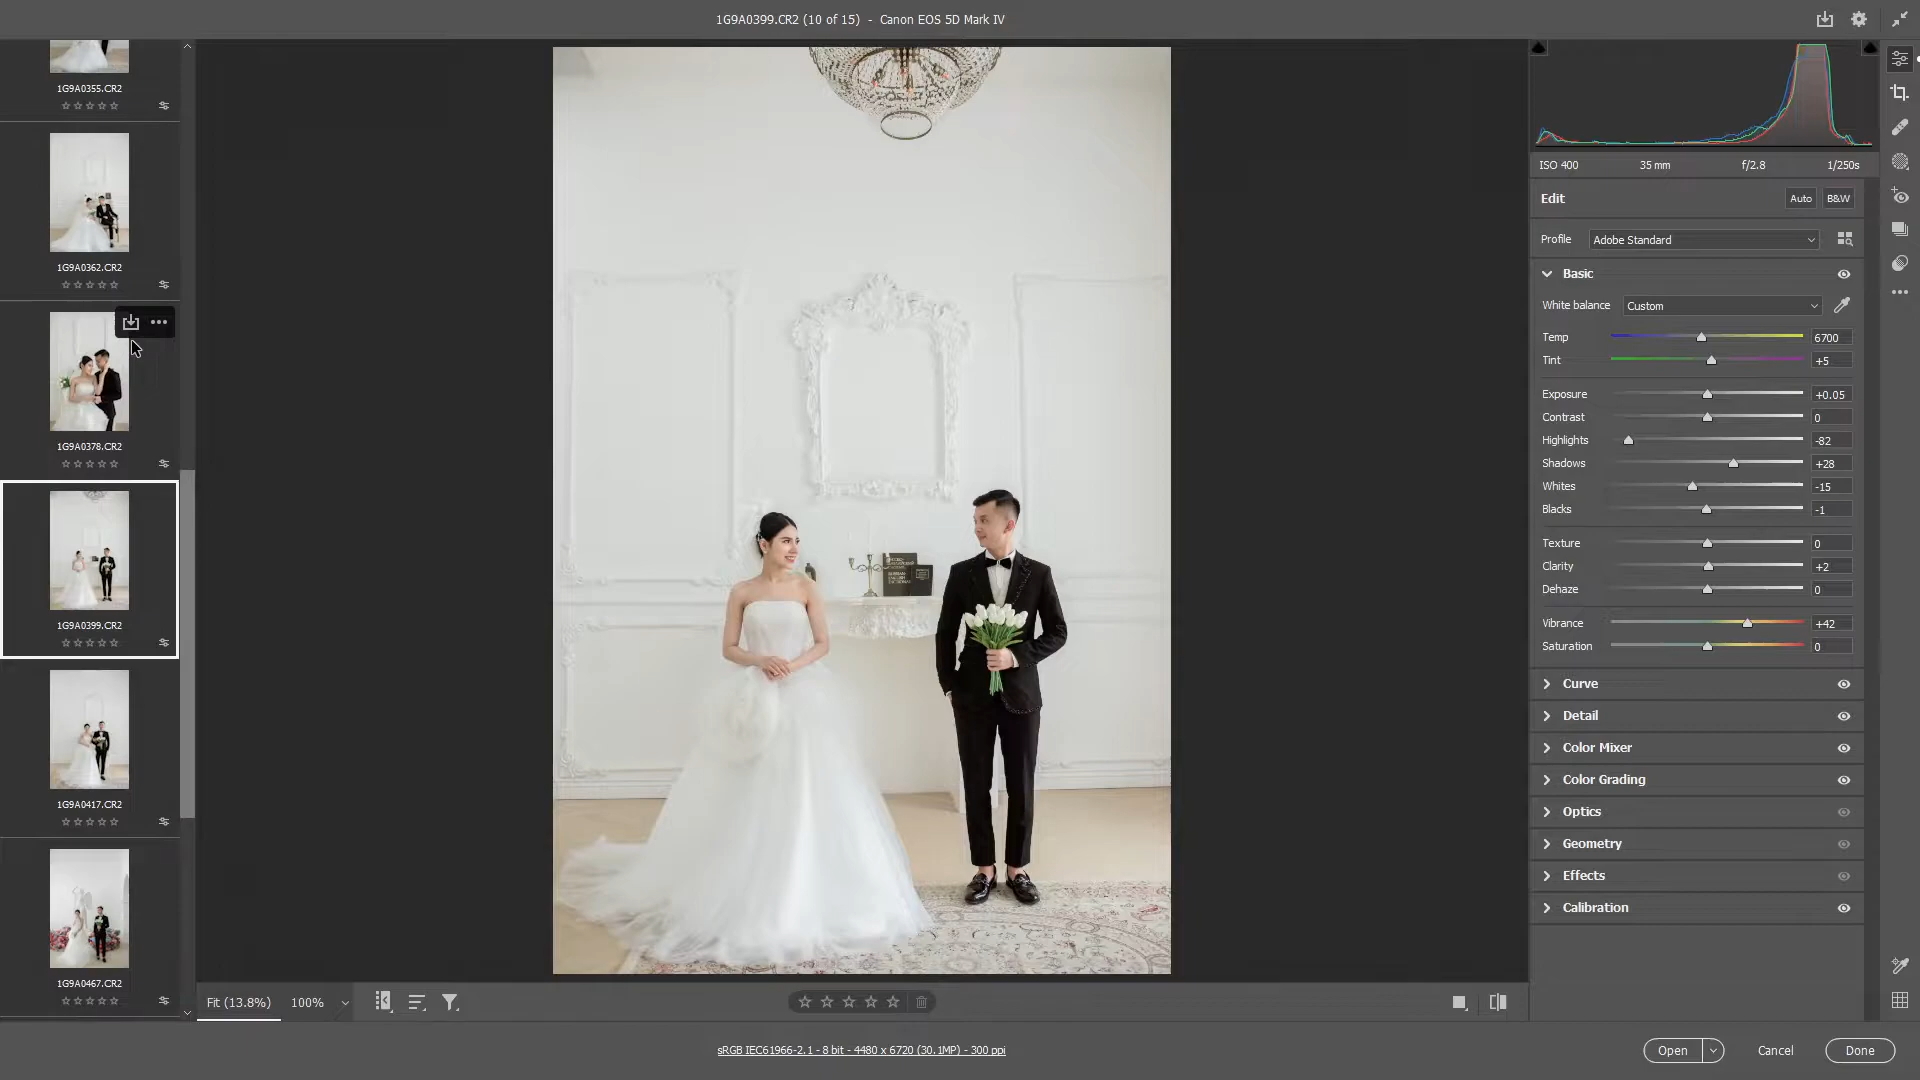 1G9A0399.CR2 (10 of 15) - Canon EOS 5D Mark IV
1G9A0355.CR2
1G9A0362.CR2
1G9A0378.CR2
1G9A0399.CR2
1G9A0417.CR2
1G9A0467.CR2
ISO 400 35 mm f/2.8 1/250s
Edit Auto B&W
Profile Adobe Standard
Basic
White balance Custom
Temp 6700
Tint +5
Exposure +0.05
Contrast 0
Highlights -82
Shadows +28
Whites -15
Blacks -1
Texture 0
Clarity +2
Dehaze 0
Vibrance +42
Saturation 0
Curve
Detail
Color Mixer
Color Grading
Optics
Geometry
Effects
Calibration
Fit (13.8%) 100%
sRGB IEC61966-2.1 - 8 bit - 4480 x 6720 (30.1MP) - 300 ppi
Open Cancel Done